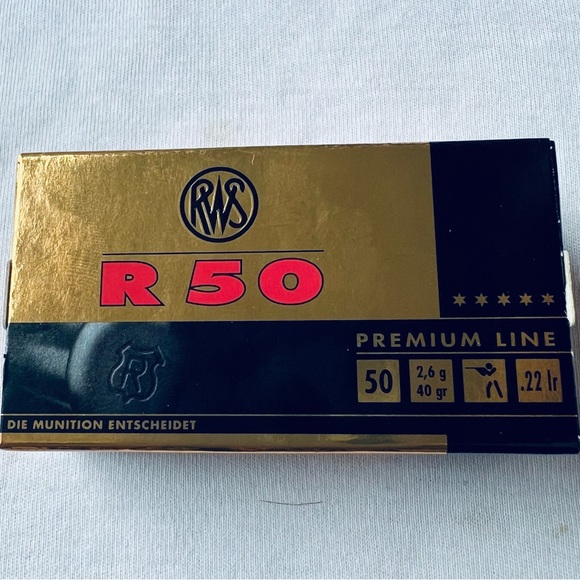 RWS
R 50
PREMIUM LINE
50
2,6 g
40 gr
.22 lr
R
DIE MUNITION ENTSCHEIDET